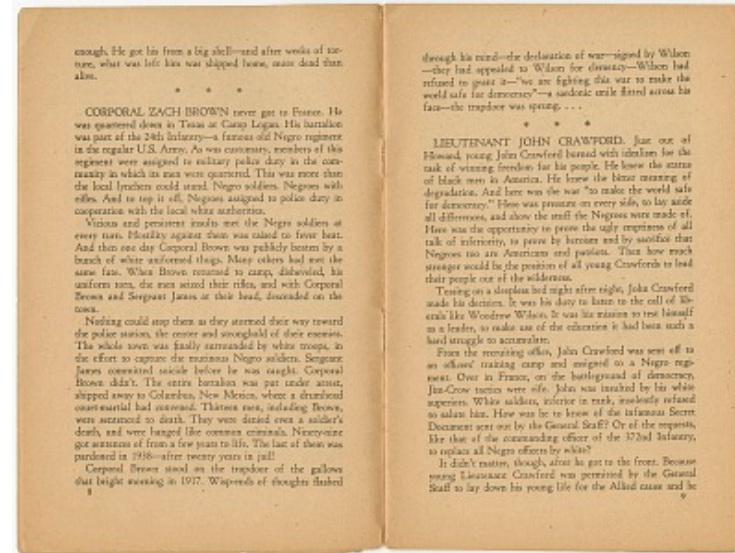 enough. He got his from a big shell—and after weeks of tor-
ture, what was left him was shipped home, more dead than
alive.
* * *
CORPORAL ZACH BROWN never got to France. He
was quartered down in Texas at Camp Logan. His battalion
was part of the 24th Infantry—a famous old Negro regiment
in the regular U.S. Army. As was customary, members of this
regiment were assigned to military police duty in the com-
munity in which its men were quartered. This was more than
the local lynchers could stand. Negro soldiers. Negroes with
rifles. And to top it off, Negroes assigned to police duty in
cooperation with the local white authorities.
Vicious and persistent insults met the Negro soldiers at
every turn. Hostility against them was raised to fever heat.
And then one day Corporal Brown was publicly beaten by a
bunch of white uniformed thugs. Many others had met the
same fate. When Brown returned to camp, disheveled, his
uniform torn, the men seized their rifles, and with Corporal
Brown and Sergeant James at their head, descended on the
town.
Nothing could stop them as they stormed their way toward
the police station, the center and stronghold of their enemies.
The whole town was finally surrounded by white troops, in
the effort to capture the mutinous Negro soldiers. Sergeant
James committed suicide before he was caught. Corporal
Brown didn't. The entire battalion was put under arrest,
shipped away to Columbus, New Mexico, where a drumhead
court-martial had convened. Thirteen men, including Brown,
were sentenced to death. They were denied even a soldier's
death, and were hanged like common criminals. Ninety-nine
got sentences of from a few years to-life. The last of them was
pardoned in 1938—after twenty years in jail!
Corporal Brown stood on the trapdoor of the gallows
that bright morning in 1917. Wisp-ends of thoughts flashed
8
through his mind—the declaration of war—signed by Wilson
—they had appealed to Wilson for clemency—Wilson had
refused to grant it—"we are fighting this war to make the
world safe for democracy"—a sardonic smile flitted across his
face—the trapdoor was sprung. . . .
* * *
LIEUTENANT JOHN CRAWFORD. Just out of
Howard, young John Crawford burned with idealism for the
task of winning freedom for his people. He knew the status
of black men in America. He knew the bitter meaning of
degradation. And here was the war "to make the world safe
for democracy." Here was pressure on every side, to lay aside
all differences, and show the stuff the Negroes were made of.
Here was the opportunity to prove the ugly emptiness of all
talk of inferiority, to prove by heroism and by sacrifice that
Negroes too are Americans and patriots. Then how much
stronger would be the position of all young Crawfords to lead
their people out of the wilderness.
Tossing on a sleepless bed night after night, John Crawford
made his decision. It was his duty to listen to the call of lib-
erals like Woodrow Wilson. It was his mission to test himself
as a leader, to make use of the education it had been such a
hard struggle to accumulate.
From the recruiting office, John Crawford was sent off to
an officers' training camp and assigned to a Negro regi-
ment. Over in France, on the battleground of democracy,
Jim-Crow tactics were rife. John was insulted by his white
superiors. White soldiers, inferior in rank, insolently refused
to salute him. How was he to know of the infamous Secret
Document sent out by the General Staff? Or of the requests,
like that of the commanding officer of the 372nd Infantry,
to replace all Negro officers by white?
It didn't matter, though, after he got to the front. Because
young Lieutenant Crawford was permitted by the General
Staff to lay down his young life for the Allied cause and he
9